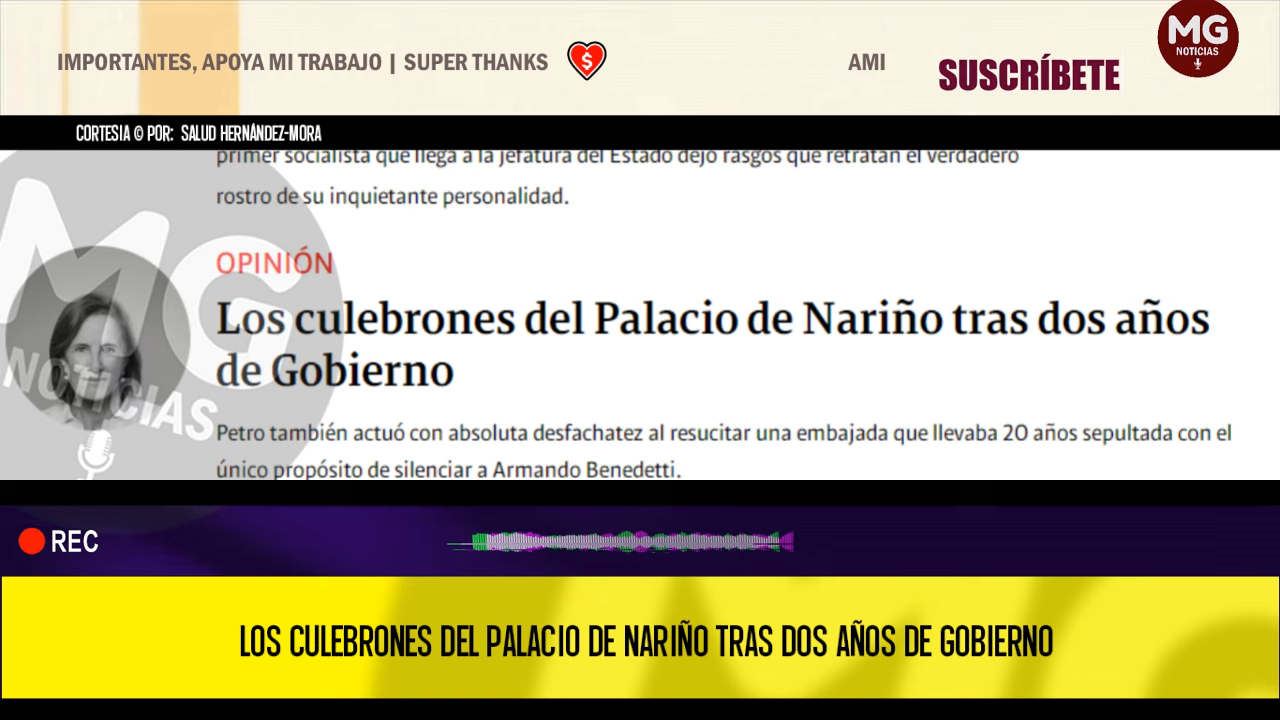 IMPORTANTES, APOYA MI TRABAJO | SUPER THANKS
$
AMI
SUSCRÍBETE
MG
NOTICIAS
CORTESIA © POR: SALUD HERNÁNDEZ-MORA
primer socialista que llega a la jefatura del Estado dejó rasgos que retratan el verdadero
rostro de su inquietante personalidad.
OPINIÓN
Los culebrones del Palacio de Nariño tras dos años
de Gobierno
MG
NOTICIAS
Petro también actuó con absoluta desfachatez al resucitar una embajada que llevaba 20 años sepultada con el
único propósito de silenciar a Armando Benedetti.
REC
LOS CULEBRONES DEL PALACIO DE NARIÑO TRAS DOS AÑOS DE GOBIERNO